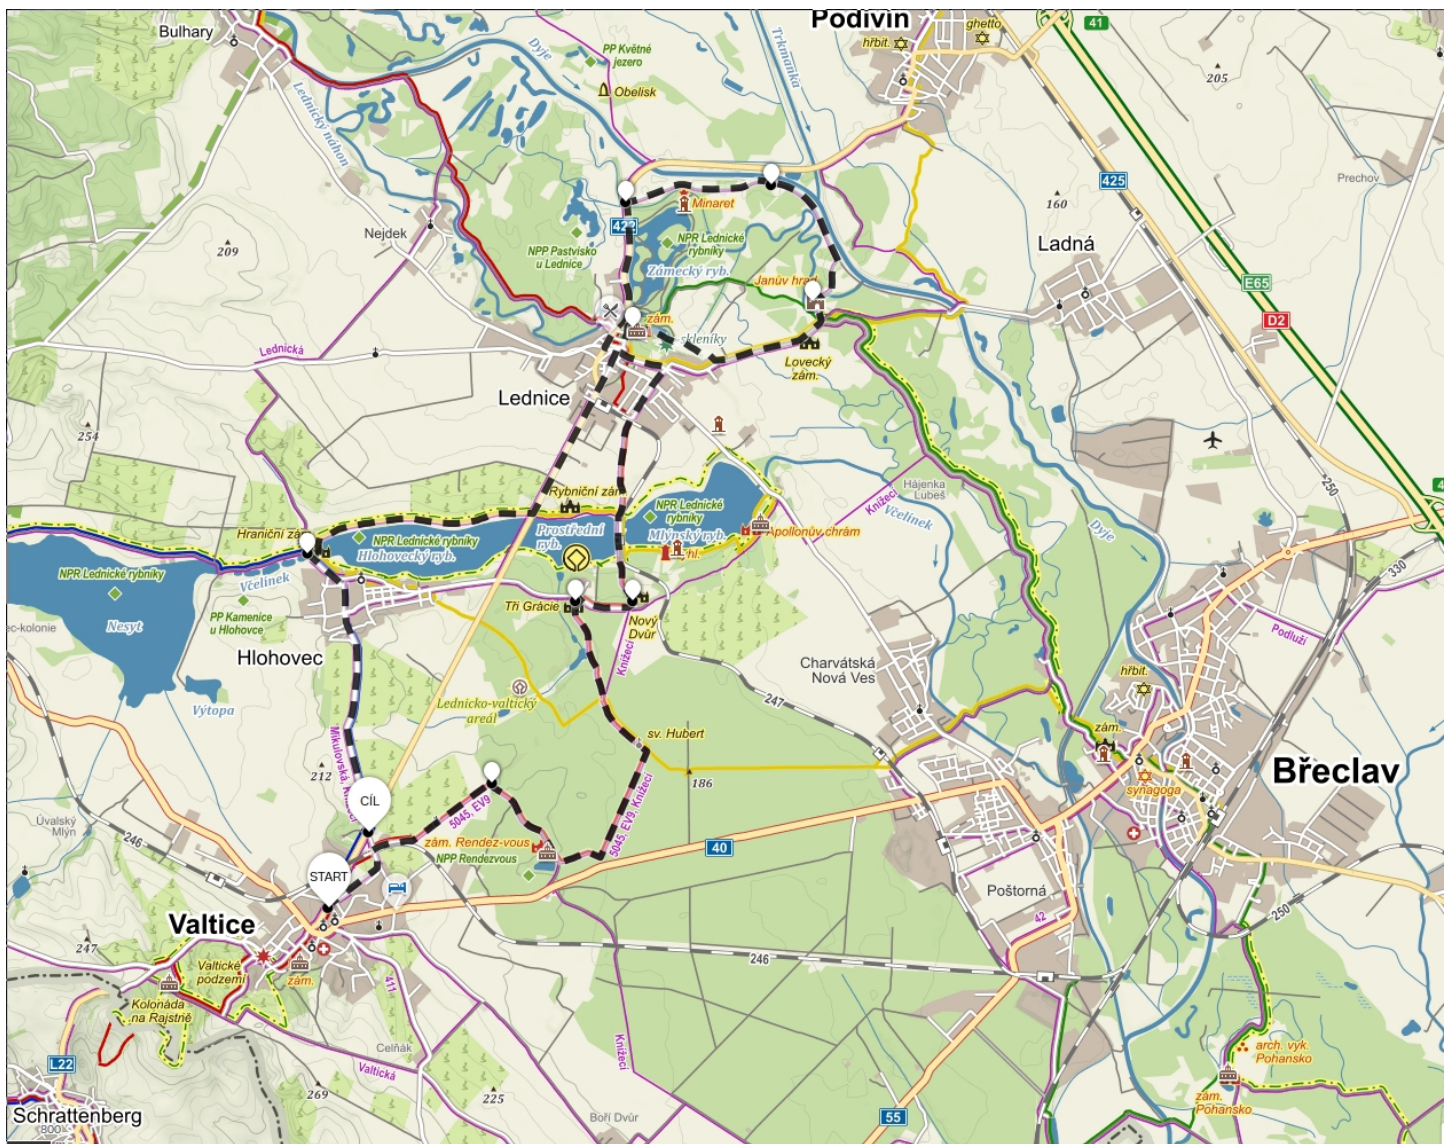 Podivín
ghetto
hřbit.
41
Bulhary
Dyje
PP Květné
jezero
Trkmanka
Obelisk
205
Lednický náhon
425
Prechov
160
Minaret
422
Nejdek
209
NPP Pastvisko
u Lednice
NPR Lednické
rybníky
Zámecký ryb.
Ladná
Janův hrad
E65
D2
zám.
skleníky
Lednická
Lovecký
zám.
Lednice
254
250
4
Hájenka
Lubeš
Rybniční zám.
NPR Lednické
rybníky
Knížecí
Včelínek
Dyje
Hraniční zám.
Prostřední
ryb.
Mlýnský ryb.
Apollonův chrám
NPR Lednické rybníky
Hlohovecký ryb.
hl.
330
NPR Lednické rybníky
Včelínek
Nesyt
PP Kamenice
u Hlohovce
Tři Grácie
Nový
Dvůr
ec-kolonie
Podluží
Hlohovec
Knížecí
Charvátská
Nová Ves
hřbit.
Výtopa
Lednicko-valtický
areál
247
zám.
sv. Hubert
Břeclav
212
186
synagoga
CÍL
Úvalský
Mlýn
246
5045, EV9
5045, EV9, Knížecí
zám. Rendez-vous
NPP Rendezvous
40
START
Poštorná
Valtice
42
250
247
Valtické
podzemí
zám.
411
246
Kolonáda
na Rajstně
Celňák
Knížecí
arch. vyk.
Pohansko
L22
Valtická
269
225
zám.
Pohansko
Schrattenberg
Boří Dvůr
55
800